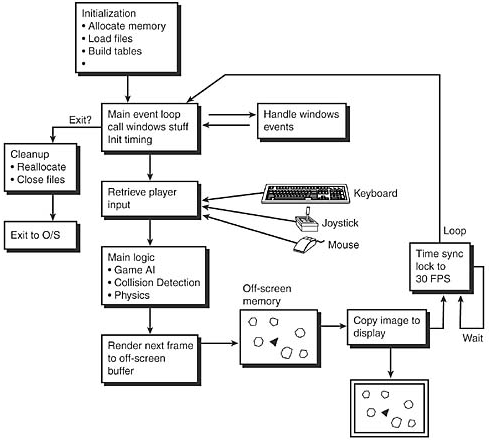 Initialization
• Allocate memory
• Load files
• Build tables
•
Exit?
Main event loop
call windows stuff
Init timing
Handle windows
events
Cleanup
• Reallocate
• Close files
Exit to O/S
Retrieve player
input
Keyboard
Joystick
Mouse
Main logic
• Game AI
• Collision Detection
• Physics
Loop
Time sync
lock to
30 FPS
Wait
Off-screen
memory
Render next frame
to off-screen
buffer
Copy image to
display